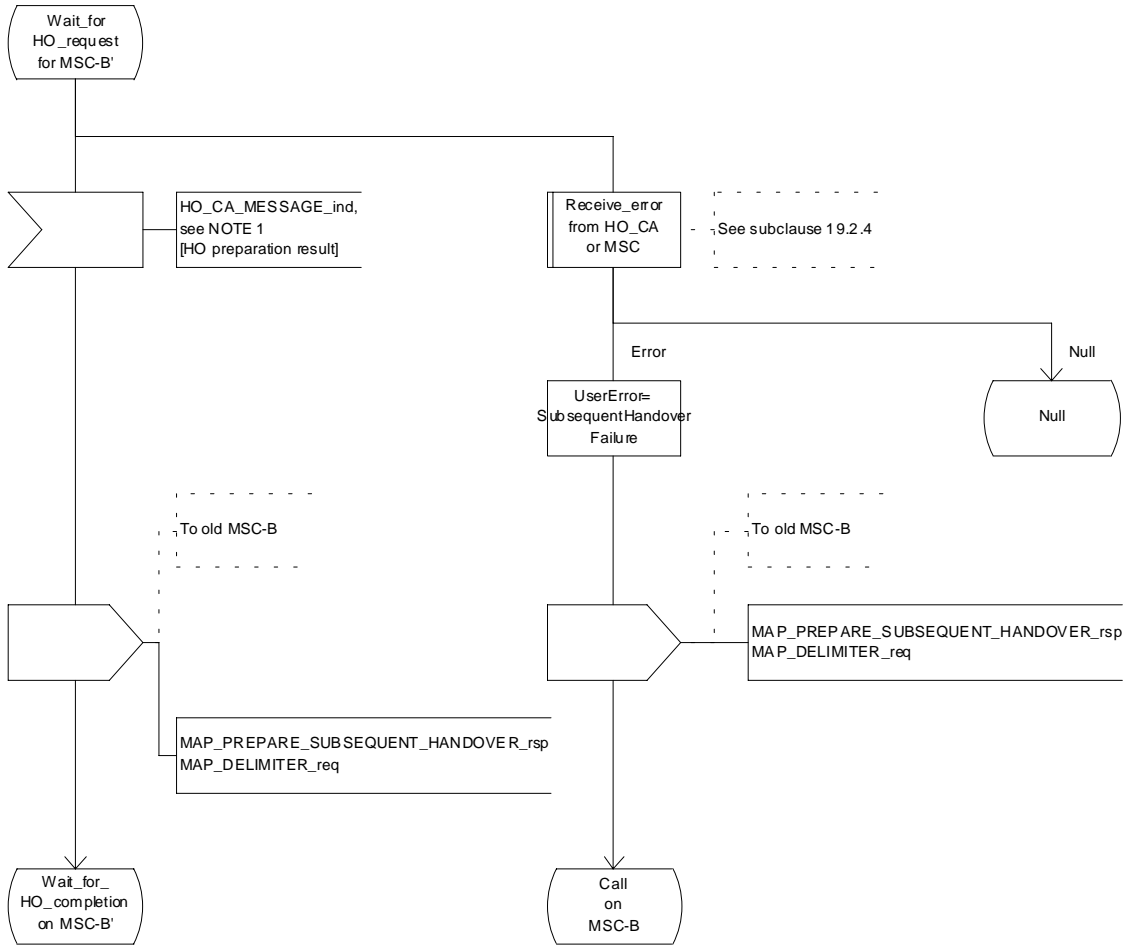 Wait_for
HO_request
for MSC-B'
HO_CA_MESSAGE_ind,
see NOTE 1
[HO preparation result]
Receive_error
from HO_CA
or MSC
See subclause 19.2.4
Error
Null
UserError=
SubsequentHandover
Failure
Null
To old MSC-B
To old MSC-B
MAP_PREPARE_SUBSEQUENT_HANDOVER_rsp
MAP_DELIMITER_req
MAP_PREPARE_SUBSEQUENT_HANDOVER_rsp
MAP_DELIMITER_req
Wait_for_
HO_completion
on MSC-B'
Call
on
MSC-B